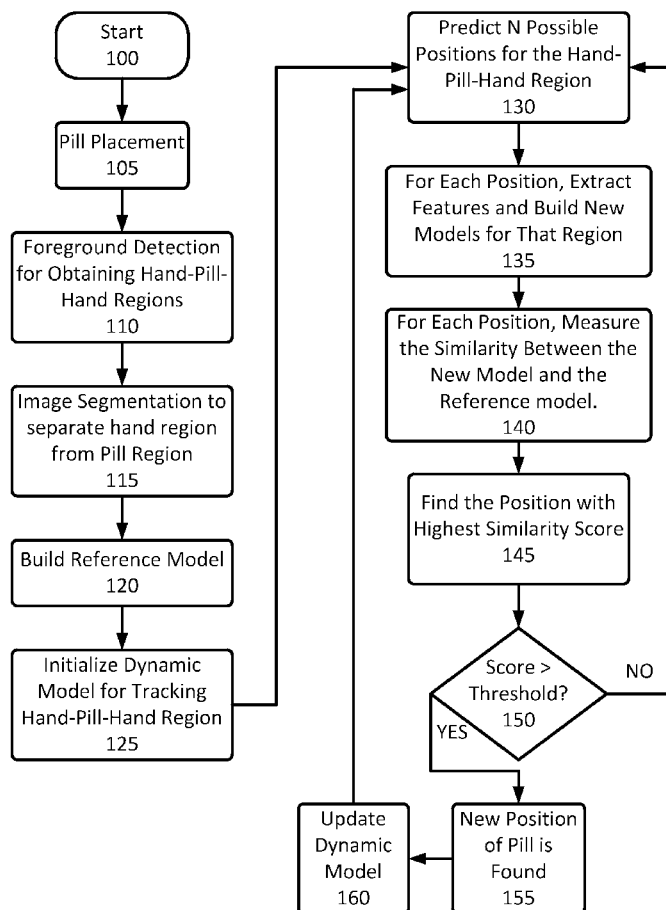 Start
100
Pill Placement
105
Foreground Detection
for Obtaining Hand-Pill-
Hand Regions
110
Image Segmentation to
separate hand region
from Pill Region
115
Build Reference Model
120
Initialize Dynamic
Model for Tracking
Hand-Pill-Hand Region
125
Predict N Possible
Positions for the Hand-
Pill-Hand Region
130
For Each Position, Extract
Features and Build New
Models for That Region
135
For Each Position, Measure
the Similarity Between the
New Model and the
Reference model.
140
Find the Position with
Highest Similarity Score
145
Score >
Threshold?
150
NO
YES
New Position
of Pill is
Found
155
Update
Dynamic
Model
160